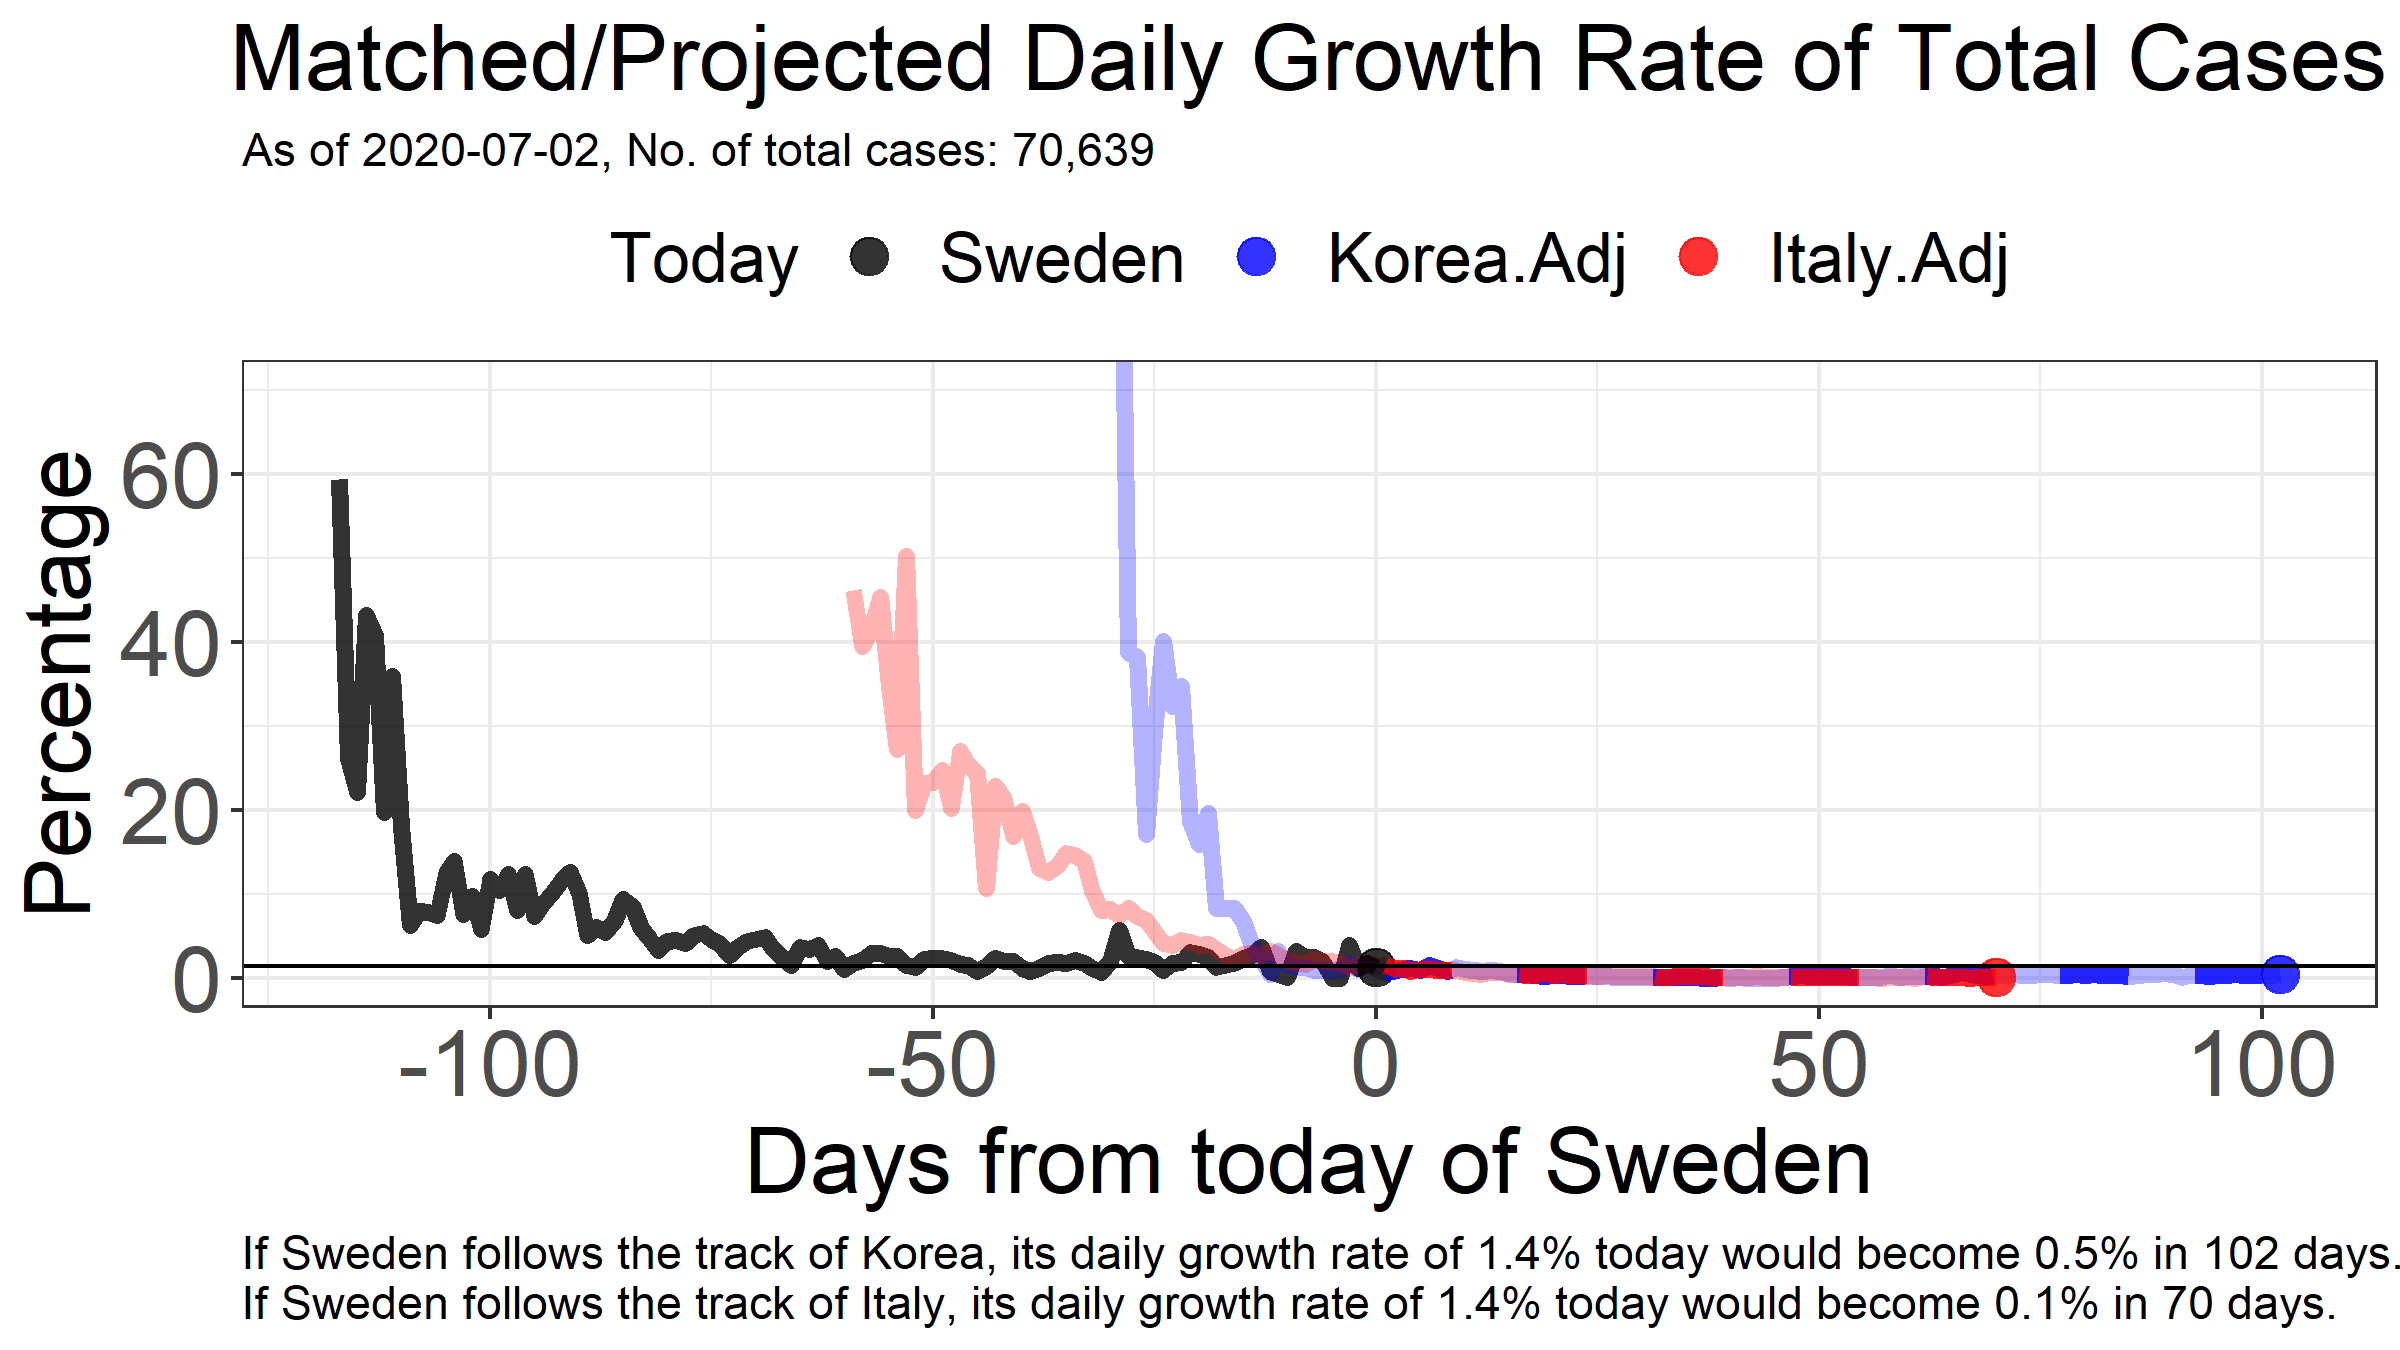 Matched/Projected Daily Growth Rate of Total Cases
As of 2020-07-02, No. of total cases: 70,639
Today Sweden Korea.Adj Italy.Adj
Percentage
60
40
20
0
-100 -50 0 50 100
Days from today of Sweden
If Sweden follows the track of Korea, its daily growth rate of 1.4% today would become 0.5% in 102 days.
If Sweden follows the track of Italy, its daily growth rate of 1.4% today would become 0.1% in 70 days.